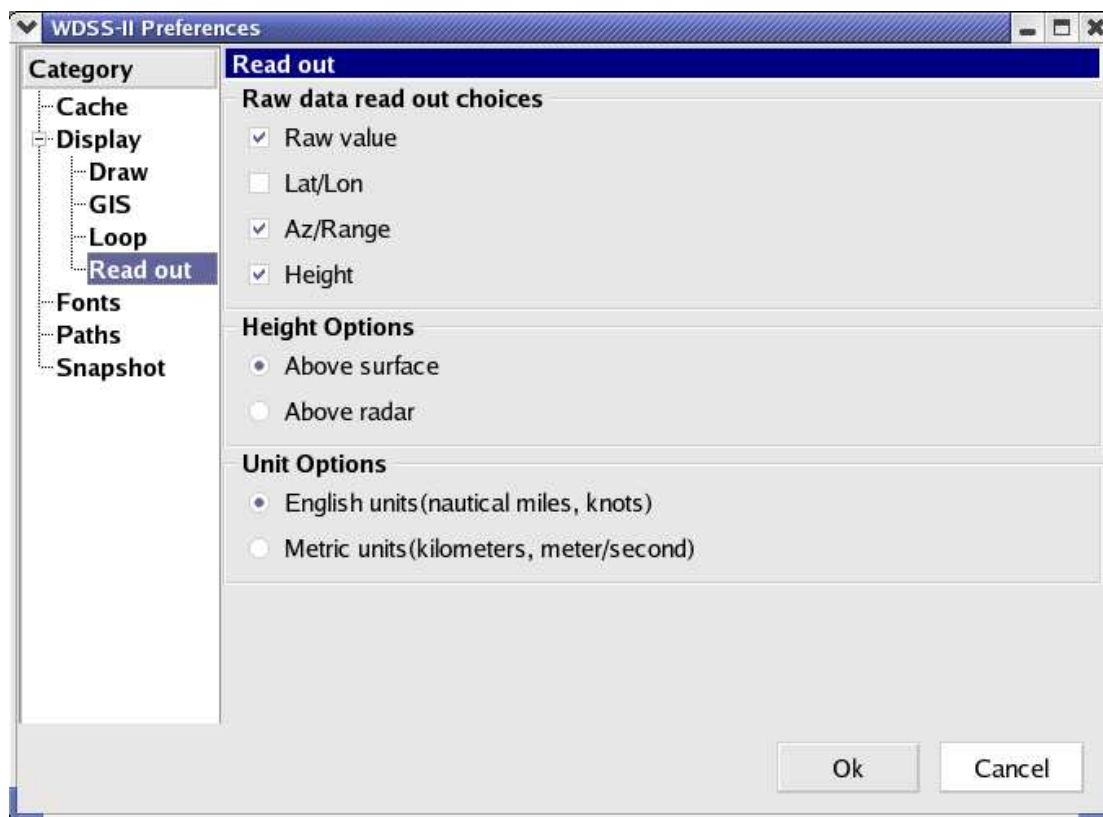 WDSS-II Preferences
Category
Cache
Display
Draw
GIS
Loop
Read out
Fonts
Paths
Snapshot
Read out
Raw data read out choices
Raw value
Lat/Lon
Az/Range
Height
Height Options
Above surface
Above radar
Unit Options
English units(nautical miles, knots)
Metric units(kilometers, meter/second)
Ok
Cancel